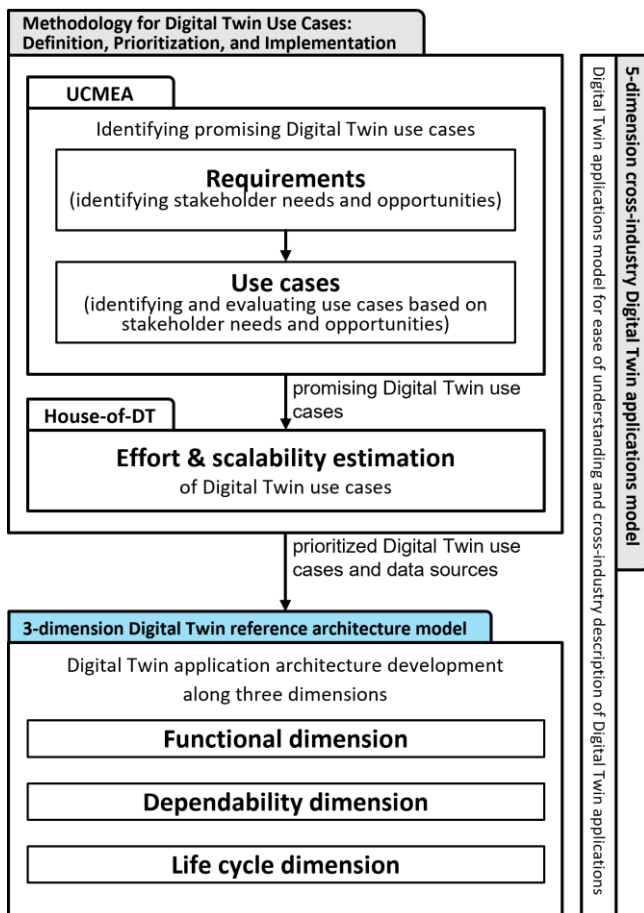 Methodology for Digital Twin Use Cases:
Definition, Prioritization, and Implementation
UCMEA
Identifying promising Digital Twin use cases
Requirements
(identifying stakeholder needs and opportunities)
Use cases
(identifying and evaluating use cases based on
stakeholder needs and opportunities)
promising Digital Twin use
cases
House-of-DT
Effort & scalability estimation
of Digital Twin use cases
prioritized Digital Twin use
cases and data sources
3-dimension Digital Twin reference architecture model
Digital Twin application architecture development
along three dimensions
Functional dimension
Dependability dimension
Life cycle dimension
5-dimension cross-industry Digital Twin applications model
Digital Twin applications model for ease of understanding and cross-industry description of Digital Twin applications